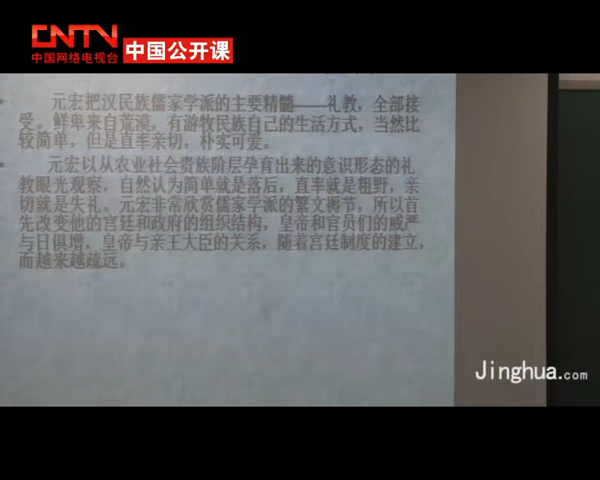 CNTV
中国网络电视台
中国公开课
元宏把汉民族儒家学派的主要精髓——礼教，全部接
受。鲜卑来自荒漠，有游牧民族自己的生活方式，当然比
较简单，但是直率亲切，朴实可爱。
元宏以从农业社会贵族阶层孕育出来的意识形态的礼
教眼光观察，自然认为简单就是落后，直率就是粗野，亲
切就是失礼。元宏非常欣赏儒家学派的繁文褥节，所以首
先改变他的宫廷和政府的组织结构，皇帝和官员们的威严
与日俱增，皇帝与亲王大臣的关系，随着宫廷制度的建立，
而越来越疏远。
Jinghua.com